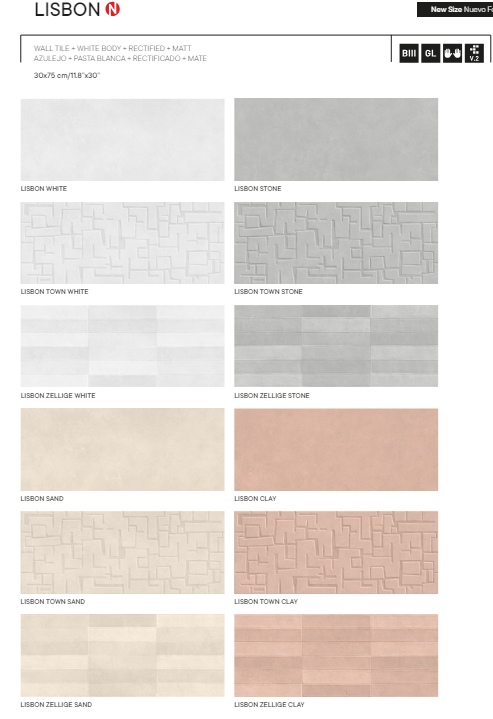 LISBON N
New Size Nuevo Fo
WALL TILE + WHITE BODY + RECTIFIED + MATT
AZULEJO + PASTA BLANCA + RECTIFICADO + MATE
BIII GL V.2
30x75 cm/11.8"x30"
LISBON WHITE
LISBON STONE
LISBON TOWN WHITE
LISBON TOWN STONE
LISBON ZELLIGE WHITE
LISBON ZELLIGE STONE
LISBON SAND
LISBON CLAY
LISBON TOWN SAND
LISBON TOWN CLAY
LISBON ZELLIGE SAND
LISBON ZELLIGE CLAY